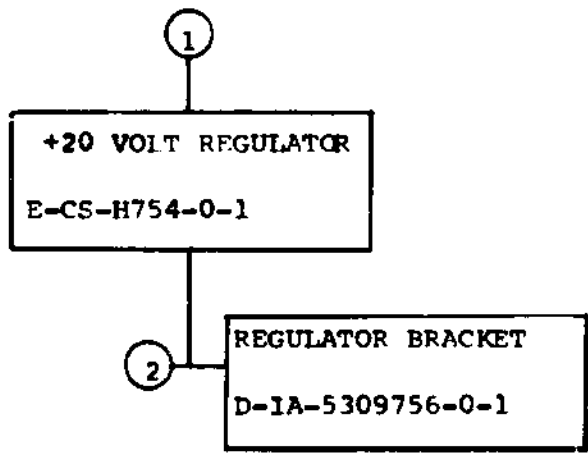 1
+20 VOLT REGULATOR
E-CS-H754-0-1
2
REGULATOR BRACKET
D-IA-5309756-0-1